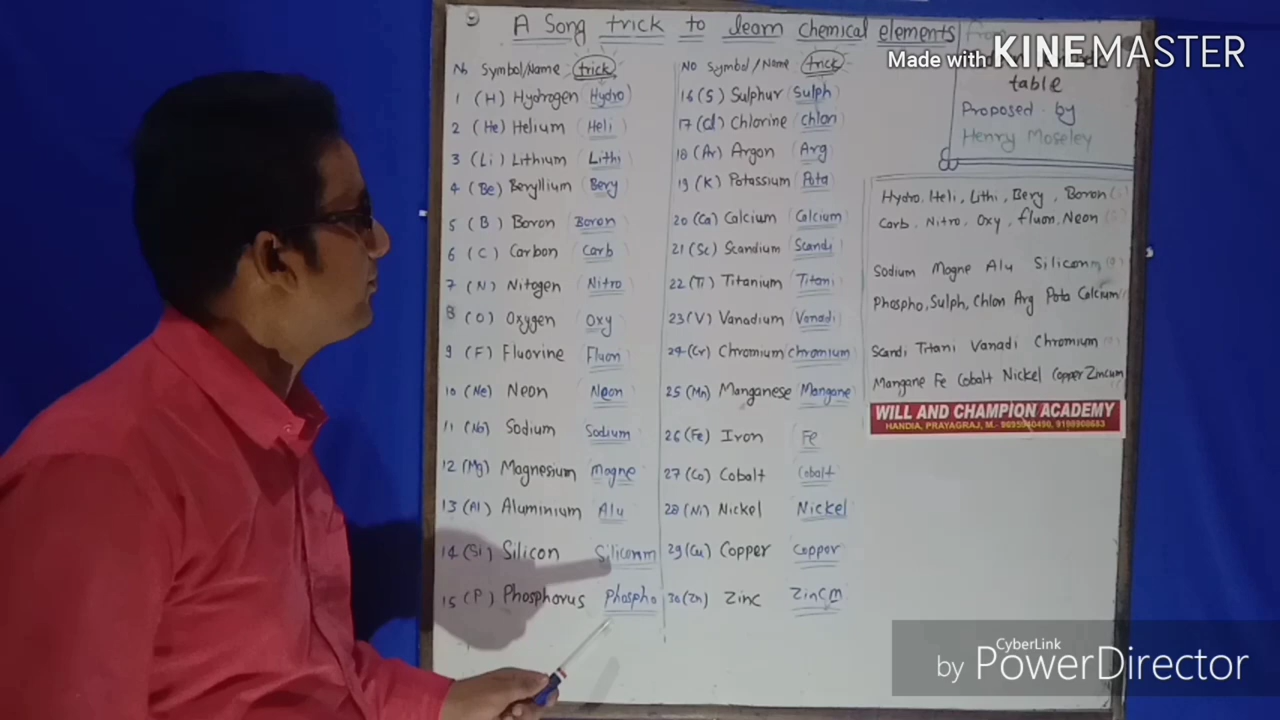 A Song trick to learn chemical elements
No Symbol/Name trick
1 (H) Hydrogen Hydro
2 (He) Helium Heli
3 (Li) Lithium Lithi
4 (Be) Beryllium Bery
5 (B) Boron Boron
6 (C) Carbon Carb
7 (N) Nitogen Nitro
8 (O) Oxygen Oxy
9 (F) Fluorine Fluon
10 (Ne) Neon Neon
11 (Na) Sodium Sodium
12 (Mg) Magnesium Magne
13 (Al) Aluminium Alu
14 (Si) Silicon Siliconm
15 (P) Phosphorus Phospho
NO Symbol/Name trick
16 (S) Sulphur Sulph
17 (Cl) Chlorine Chlon
18 (Ar) Argon Arg
19 (K) Potassium Pota
20 (Ca) Calcium Calcium
21 (Sc) Scandium Scandi
22 (Ti) Titanium Titani
23 (V) Vanadium Vanadi
24 (Cr) Chromium Chromium
25 (Mn) Manganese Mangane
26 (Fe) Iron Fe
27 (Co) Cobalt Cobalt
28 (Ni) Nickel Nickel
29 (Cu) Copper Copper
30 (Zn) Zinc Zincm
Made with KINEMASTER
table
Proposed by
Henry Moseley
Hydro, Heli, Lithi, Bery, Boron
Carb. Nitro, Oxy, Fluon, Neon
Sodium Magne Alu Siliconm
Phospho, Sulph, Chlon Arg Pota Calcium
Scandi Titani Vanadi Chromium
Mangane Fe Cobalt Nickel Copper Zincum
WILL AND CHAMPION ACADEMY
HANDIA, PRAYAGRAJ, M.- 9695040490, 9198908683
CyberLink
by PowerDirector